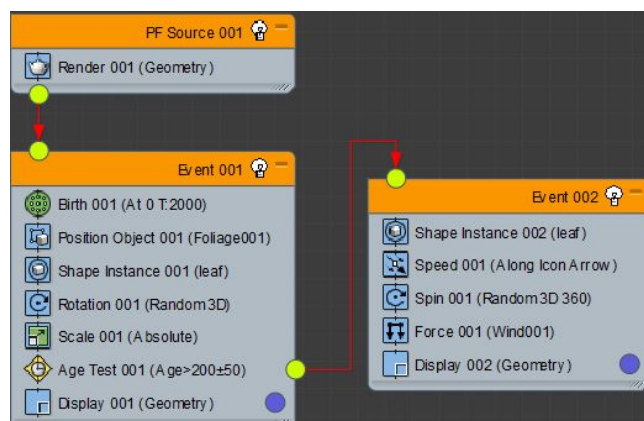 PF Source 001
Render 001 (Geometry)
Event 001
Birth 001 (At 0 T:2000)
Position Object 001 (Foliage001)
Shape Instance 001 (leaf)
Rotation 001 (Random 3D)
Scale 001 (Absolute)
Age Test 001 (Age>200±50)
Display 001 (Geometry)
Event 002
Shape Instance 002 (leaf)
Speed 001 (Along Icon Arrow)
Spin 001 (Random 3D 360)
Force 001 (Wind001)
Display 002 (Geometry)